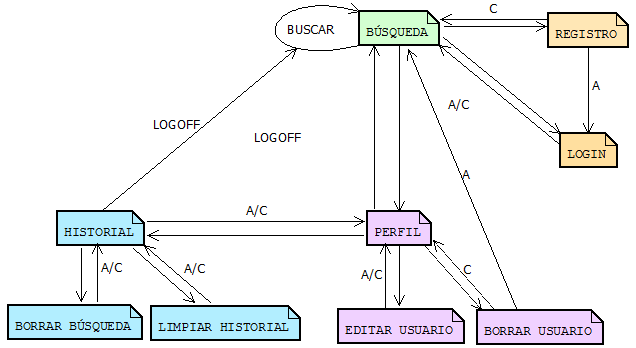 C
BUSCAR
BÚSQUEDA
REGISTRO
A
A/C
LOGOFF
LOGOFF
LOGIN
A
A/C
HISTORIAL
PERFIL
A/C
A/C
A/C
C
BORRAR BÚSQUEDA
LIMPIAR HISTORIAL
EDITAR USUARIO
BORRAR USUARIO